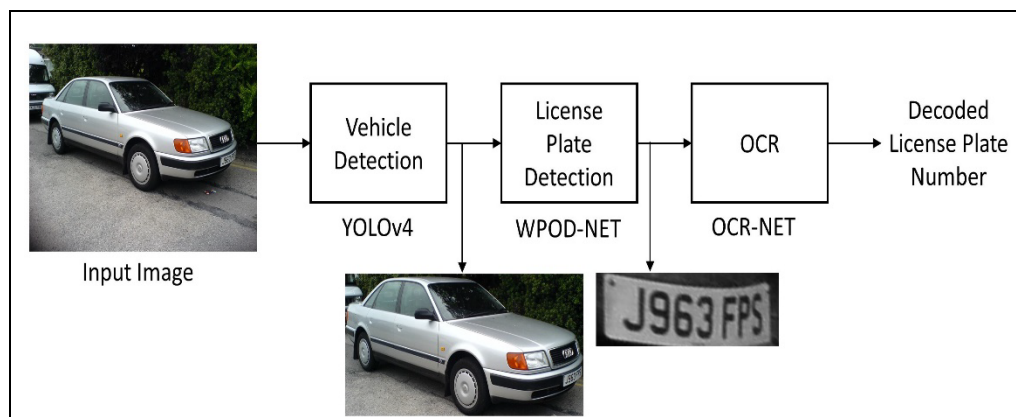 Vehicle
Detection
License
Plate
Detection
OCR
Decoded
License Plate
Number
YOLOv4
WPOD-NET
OCR-NET
Input Image
J963 FPS